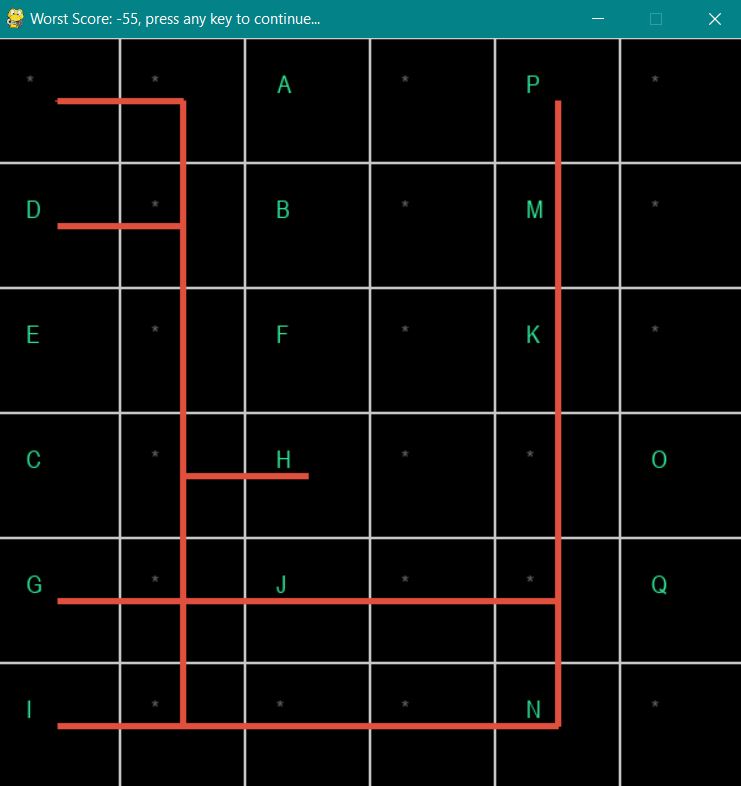 Worst Score: -55, press any key to continue...
* * A * P *
D * B * M *
E * F * K *
C * H * * O
G * J * * Q
I * * * N *